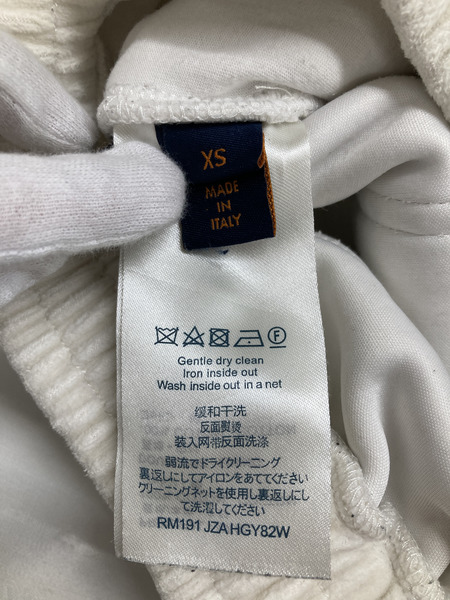 XS
MADE
IN
ITALY
Gentle dry clean
Iron inside out
Wash inside out in a net
缓和干洗
反面熨烫
装入网带反面洗涤
弱流でドライクリーニング
裏返しにしてアイロンをあててください
クリーニングネットを使用し裏返しにし
て洗濯してください
RM191 JZA HGY82W